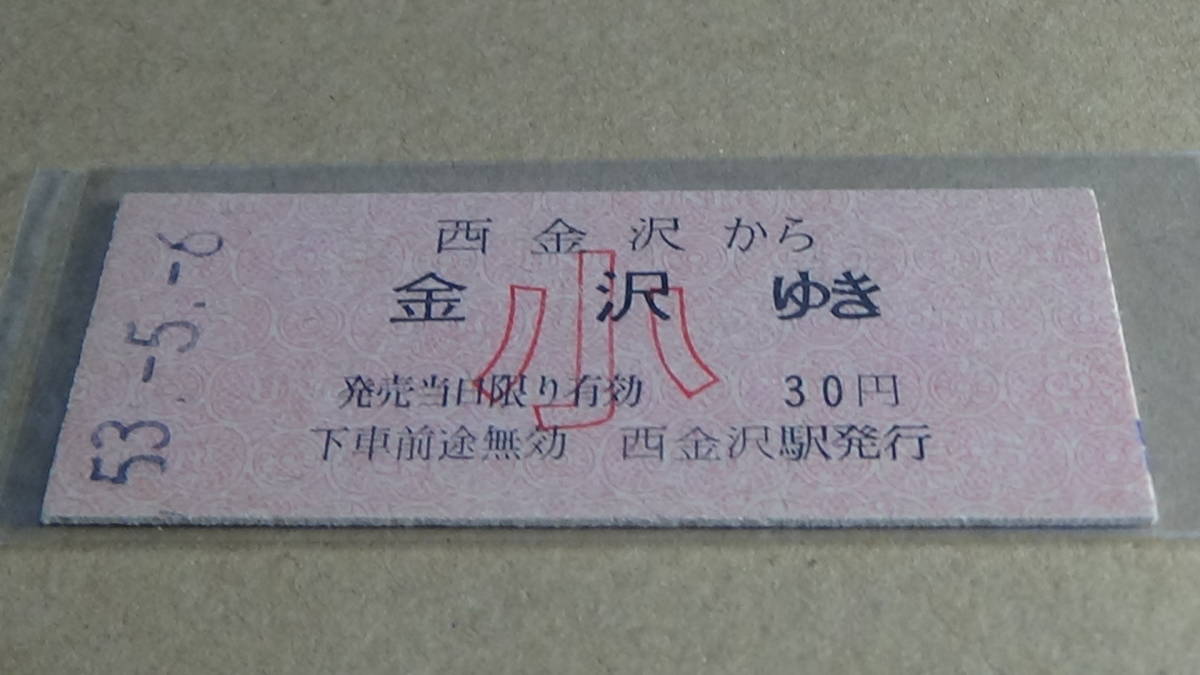 53.-5.-6
西金沢から
金沢ゆき
小
発売当日限り有効 30円
下車前途無効 西金沢駅発行